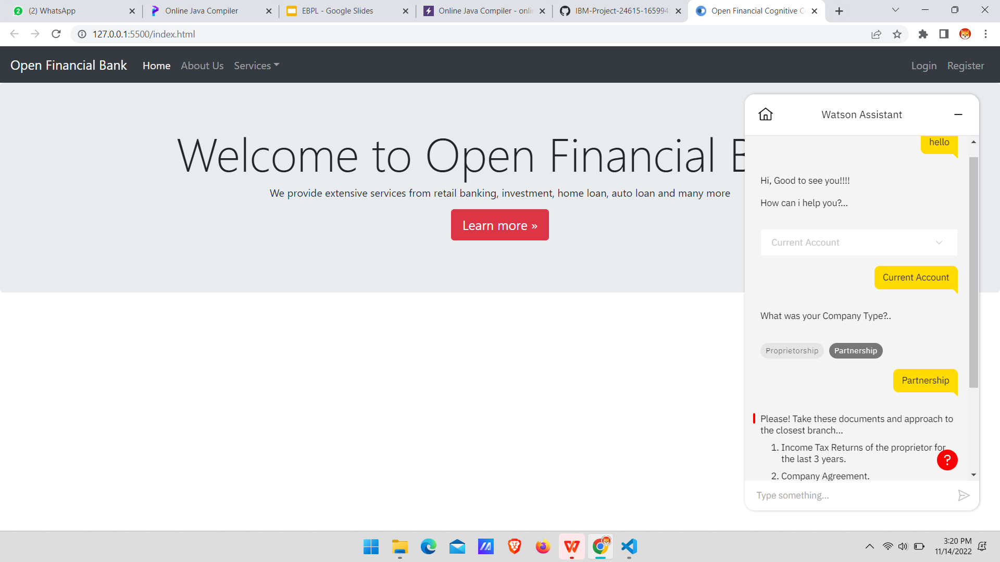 (2) WhatsApp
Online Java Compiler
EBPL - Google Slides
Online Java Compiler - onli
IBM-Project-24615-165994
Open Financial Cognitive C
127.0.0.1:5500/index.html
Open Financial Bank
Home
About Us
Services
Login
Register
Welcome to Open Financial B
We provide extensive services from retail banking, investment, home loan, auto loan and many more
Learn more »
Watson Assistant
hello
Hi, Good to see you!!!!
How can i help you?...
Current Account
Current Account
What was your Company Type?..
Proprietorship
Partnership
Partnership
Please! Take these documents and approach to
the closest branch...
1. Income Tax Returns of the proprietor for
the last 3 years.
?
2. Company Agreement.
Type something...
3:20 PM
11/14/2022